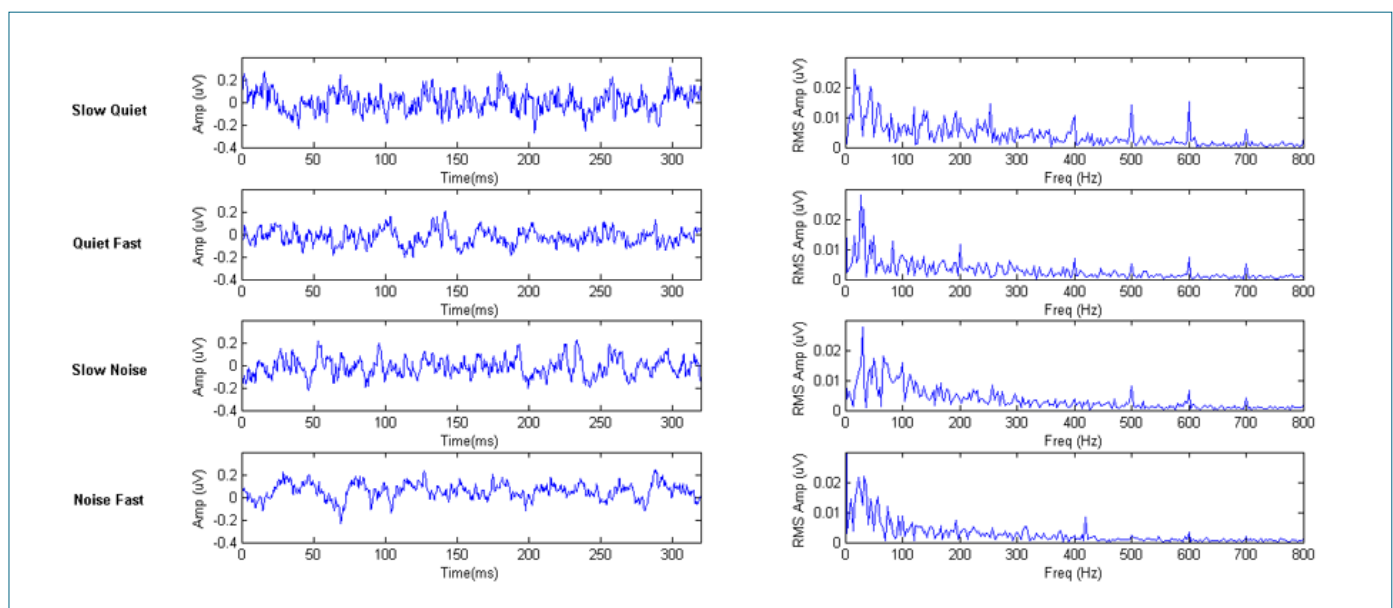 Slow Quiet
Amp (uV)
0.2
0
-0.2
-0.4
0 50 100 150 200 250 300
Time(ms)
RMS Amp (uV)
0.02
0.01
0
0 100 200 300 400 500 600 700 800
Freq (Hz)
Quiet Fast
Amp (uV)
0.2
0
-0.2
-0.4
0 50 100 150 200 250 300
Time(ms)
RMS Amp (uV)
0.02
0.01
0
0 100 200 300 400 500 600 700 800
Freq (Hz)
Slow Noise
Amp (uV)
0.2
0
-0.2
-0.4
0 50 100 150 200 250 300
Time(ms)
RMS Amp (uV)
0.02
0.01
0
0 100 200 300 400 500 600 700 800
Freq (Hz)
Noise Fast
Amp (uV)
0.2
0
-0.2
-0.4
0 50 100 150 200 250 300
Time(ms)
RMS Amp (uV)
0.02
0.01
0
0 100 200 300 400 500 600 700 800
Freq (Hz)